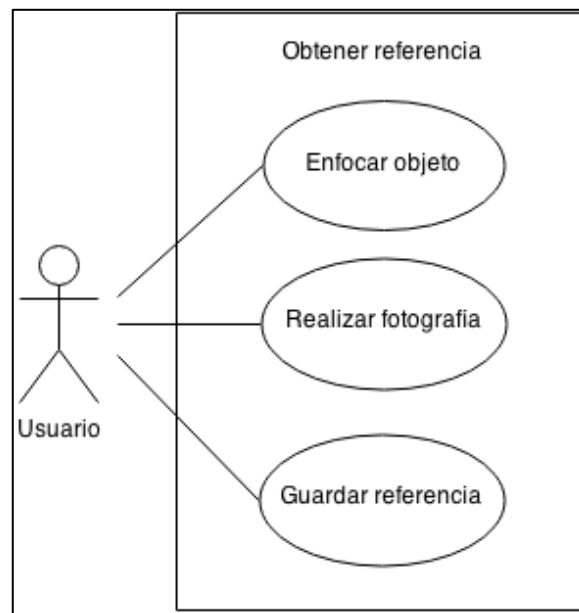 Obtener referencia
Enfocar objeto
Realizar fotografia
Usuario
Guardar referencia